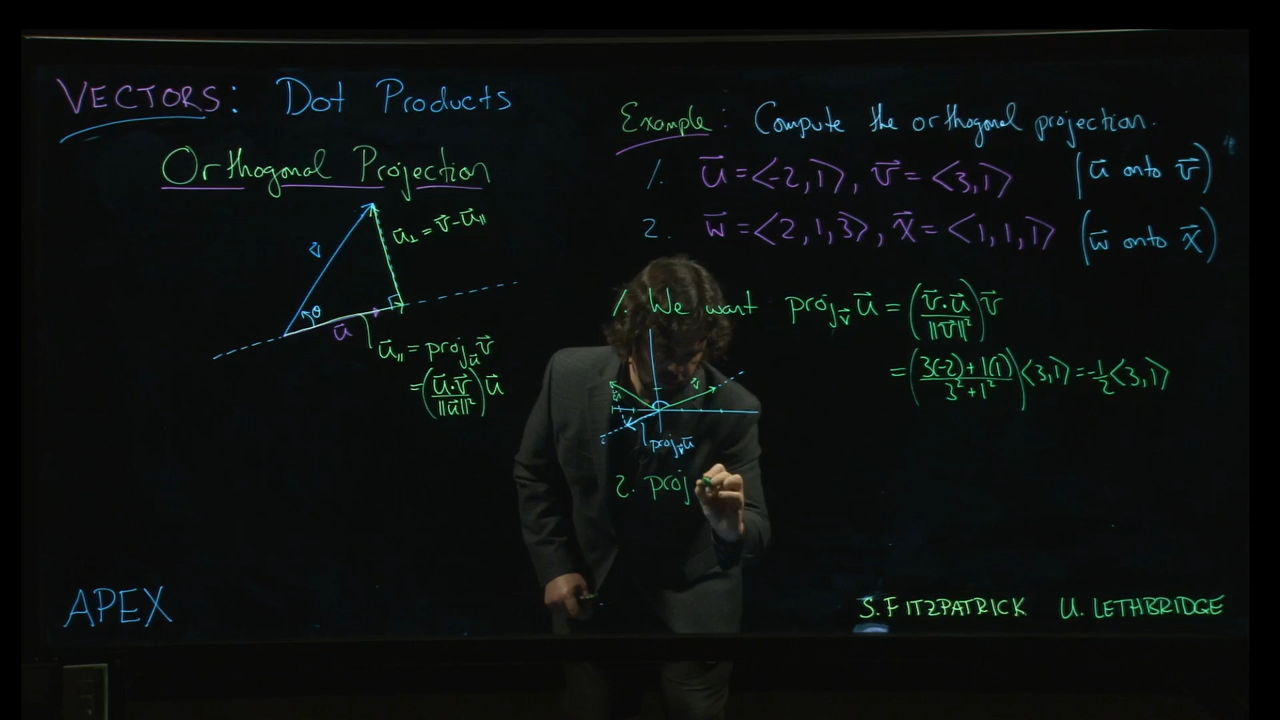 VECTORS: Dot Products
Orthogonal Projection
v⃗
u⃗⊥ = v⃗ - u⃗∥
θ
u⃗
u⃗∥ = proj_u⃗ v⃗
= (u⃗·v⃗ / ||u⃗||²) u⃗
APEX
Example: Compute the orthogonal projection.
1. u⃗ = <-2,1>, v⃗ = <3,1> (u⃗ onto v⃗)
2. w⃗ = <2,1,3>, x⃗ = <1,1,1> (w⃗ onto x⃗)
1. We want proj_v⃗ u⃗ = (v⃗·u⃗ / ||v⃗||²) v⃗
= (3(-2)+1(1) / 3²+1²) <3,1> = -½ <3,1>
v⃗
proj_v⃗ u⃗
2. proj
S. FITZPATRICK U. LETHBRIDGE